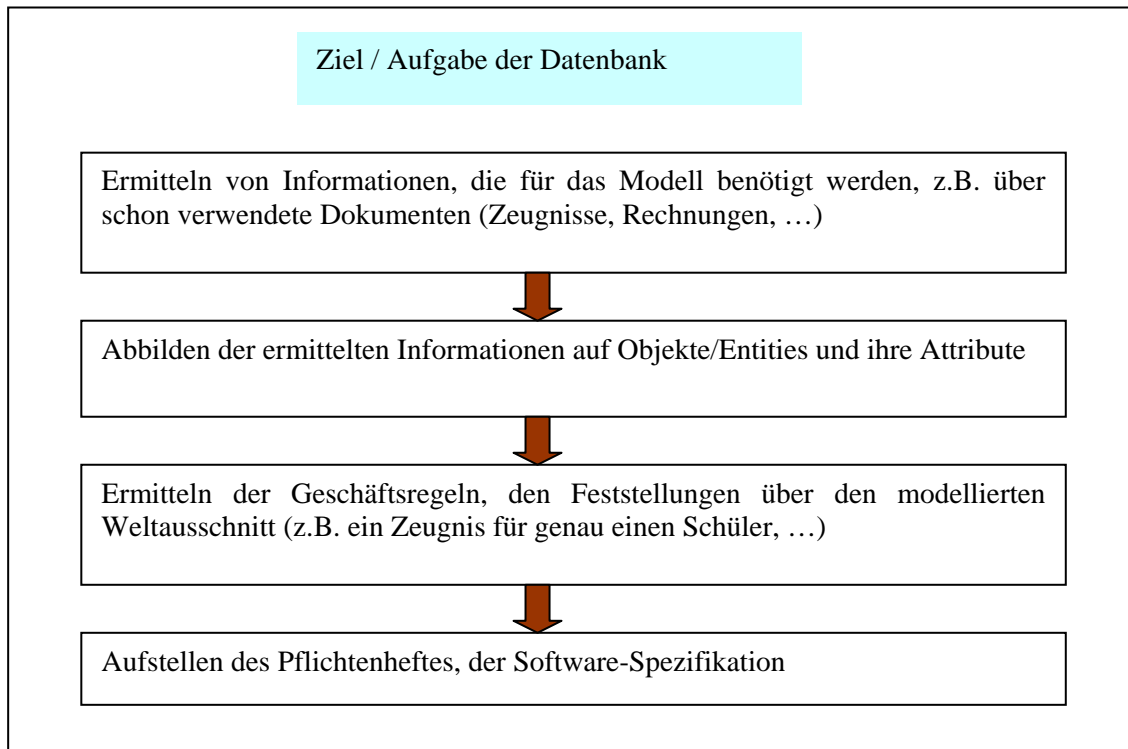 Ziel / Aufgabe der Datenbank
Ermitteln von Informationen, die für das Modell benötigt werden, z.B. über
schon verwendete Dokumenten (Zeugnisse, Rechnungen, …)
Abbilden der ermittelten Informationen auf Objekte/Entities und ihre Attribute
Ermitteln der Geschäftsregeln, den Feststellungen über den modellierten
Weltausschnitt (z.B. ein Zeugnis für genau einen Schüler, …)
Aufstellen des Pflichtenheftes, der Software-Spezifikation